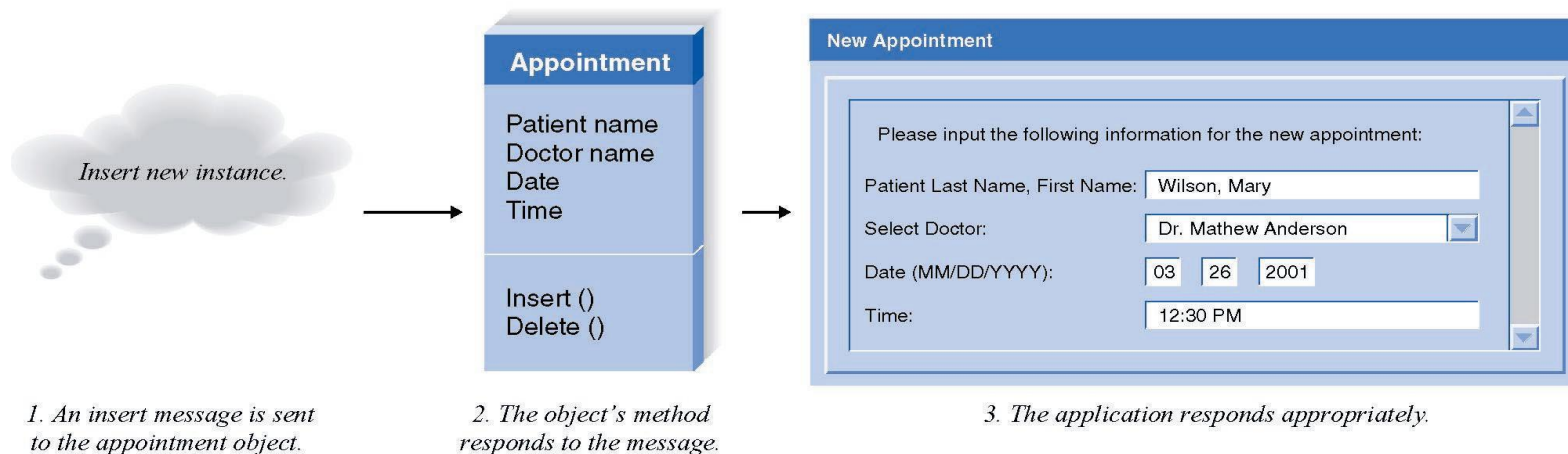 Insert new instance.
1. An insert message is sent
to the appointment object.
Appointment
Patient name
Doctor name
Date
Time
Insert ()
Delete ()
2. The object's method
responds to the message.
New Appointment
Please input the following information for the new appointment:
Patient Last Name, First Name: Wilson, Mary
Select Doctor: Dr. Mathew Anderson
Date (MM/DD/YYYY): 03 26 2001
Time: 12:30 PM
3. The application responds appropriately.